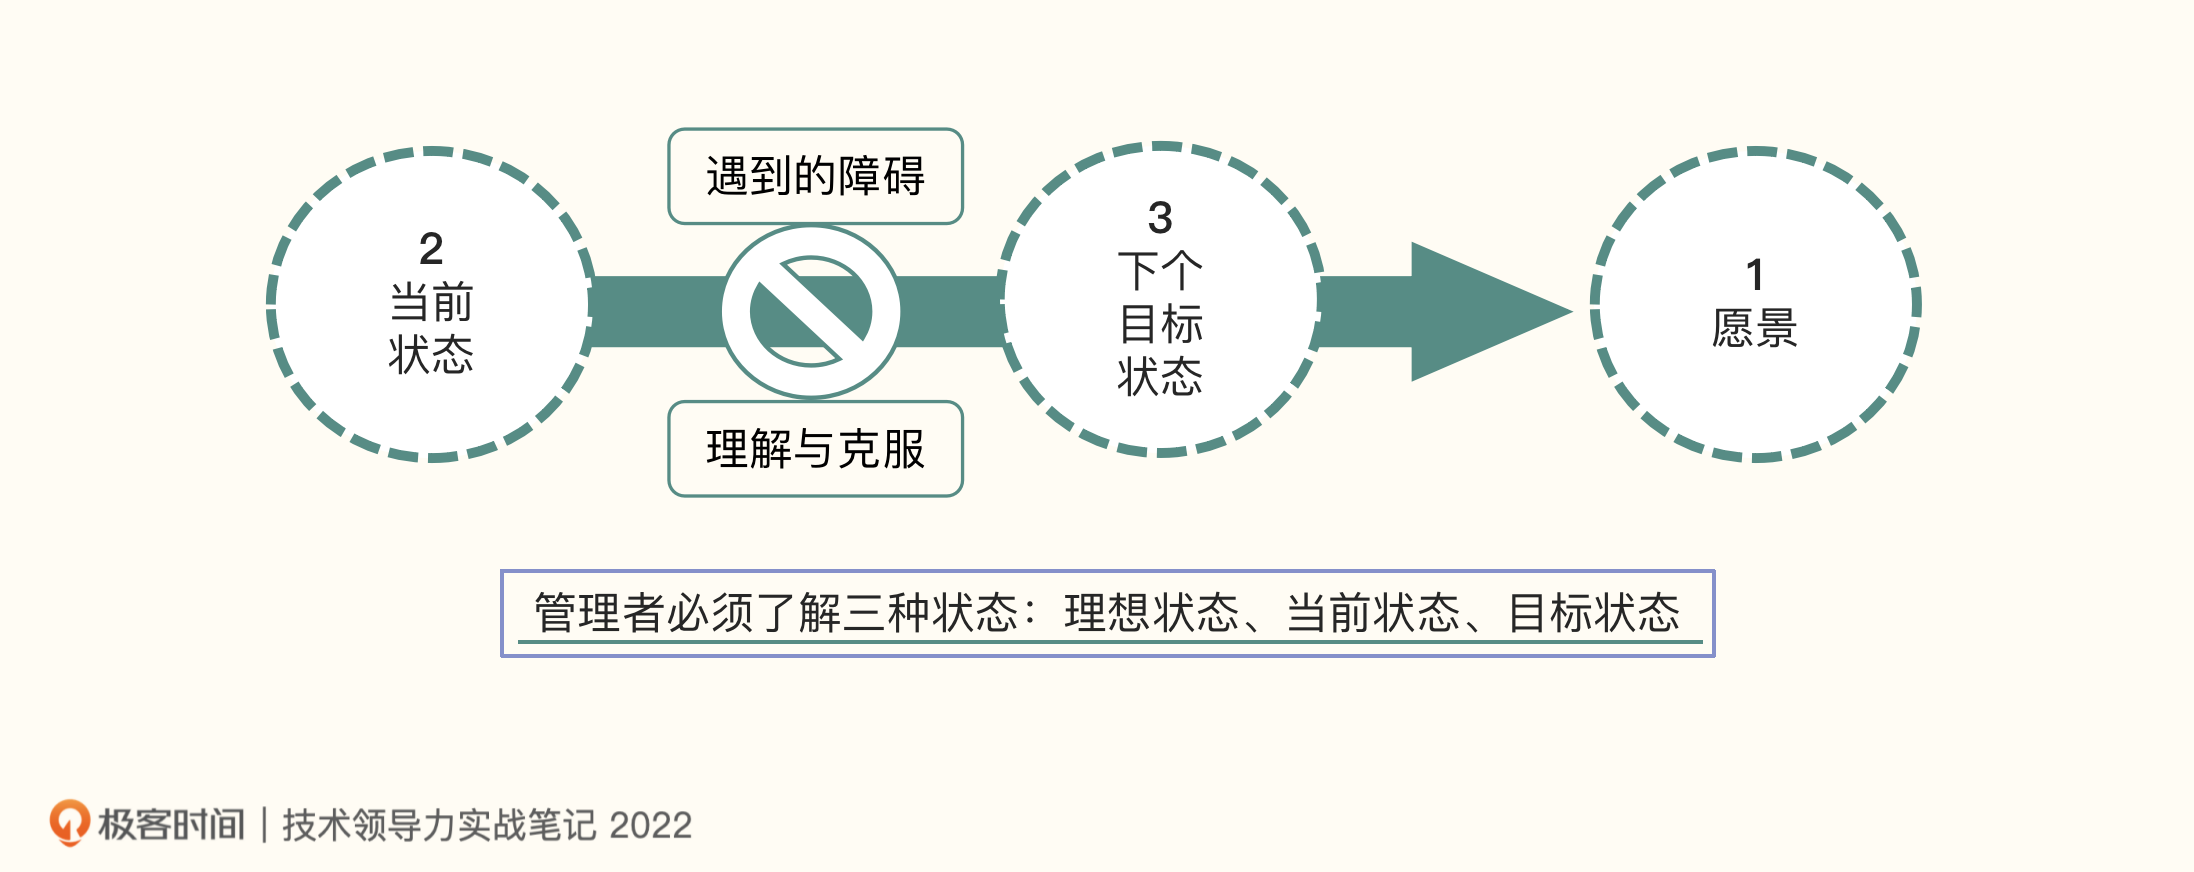 遇到的障碍
2
当前
状态
理解与克服
3
下个
目标
状态
1
愿景
管理者必须了解三种状态：理想状态、当前状态、目标状态
极客时间 | 技术领导力实战笔记 2022